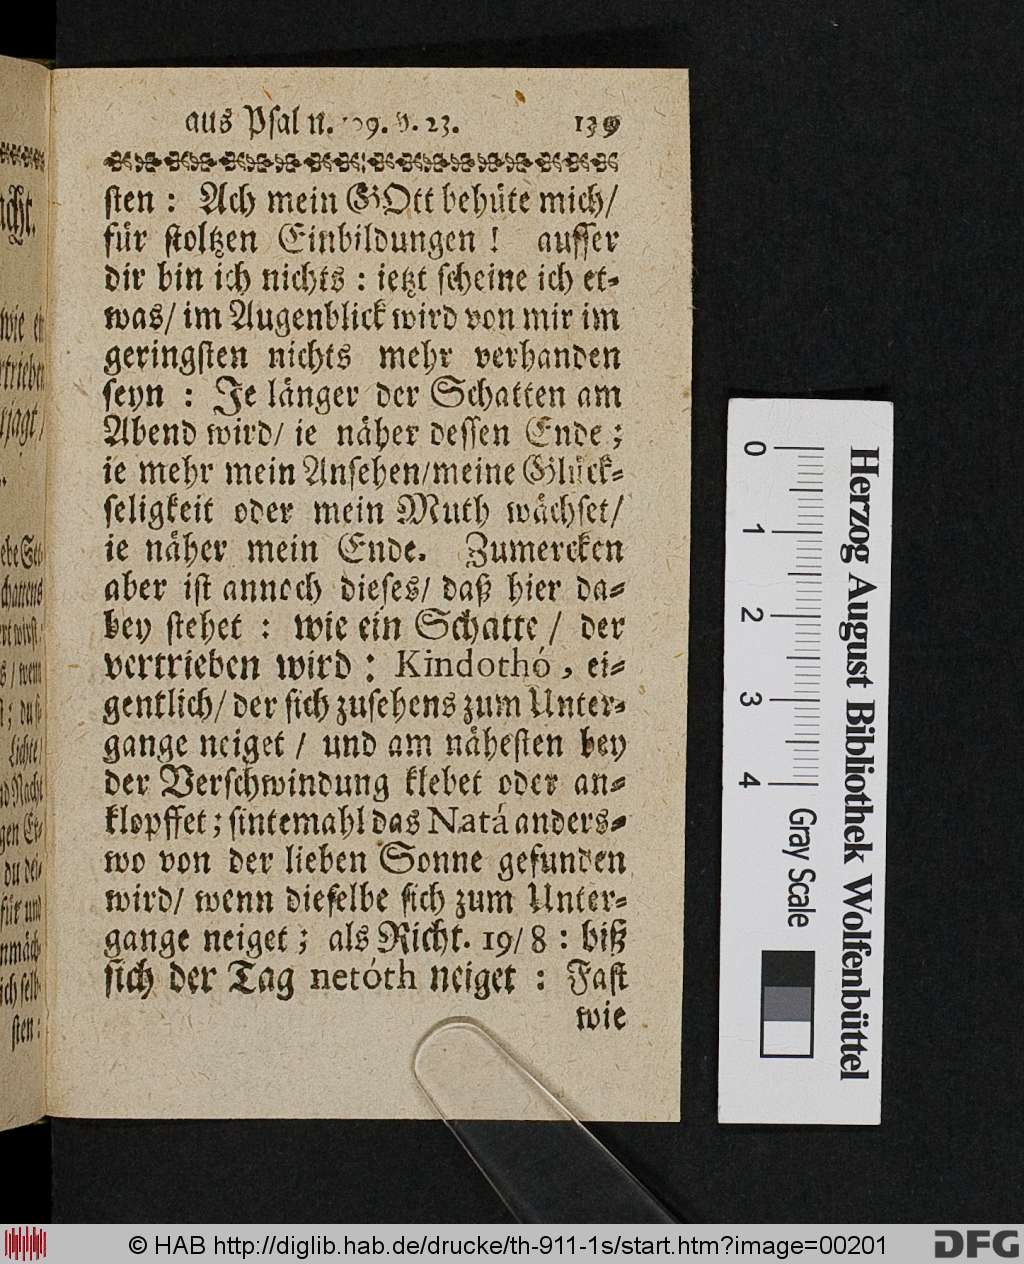 aus Psal n. 109. v. 23. 139
sten : Ach mein GOtt behüte mich/
für stoltzen Einbildungen ! ausser
dir bin ich nichts : ietzt scheine ich et-
was/ im Augenblick wird von mir im
geringsten nichts mehr verhanden
seyn : Je länger der Schatten am
Abend wird/ ie näher dessen Ende ;
ie mehr mein Ansehen/meine Glück-
seligkeit oder mein Muth wächset/
ie näher mein Ende. Zumercken
aber ist annoch dieses/ daß hier da-
bey stehet : wie ein Schatte / der
vertrieben wird : Kindothó , ei-
gentlich/ der sich zusehens zum Unter-
gange neiget / und am nähesten bey
der Verschwindung klebet oder an-
klopffet ; sintemahl das Natá anders-
wo von der lieben Sonne gefunden
wird/ wenn dieselbe sich zum Unter-
gange neiget ; als Richt. 19/ 8 : biß
sich der Tag netóth neiget : Fast
wie
acht.
wie
jagt/
sten :
0 1 2 3 4
Gray Scale
Herzog August Bibliothek Wolfenbüttel
© HAB http://diglib.hab.de/drucke/th-911-1s/start.htm?image=00201
DFG